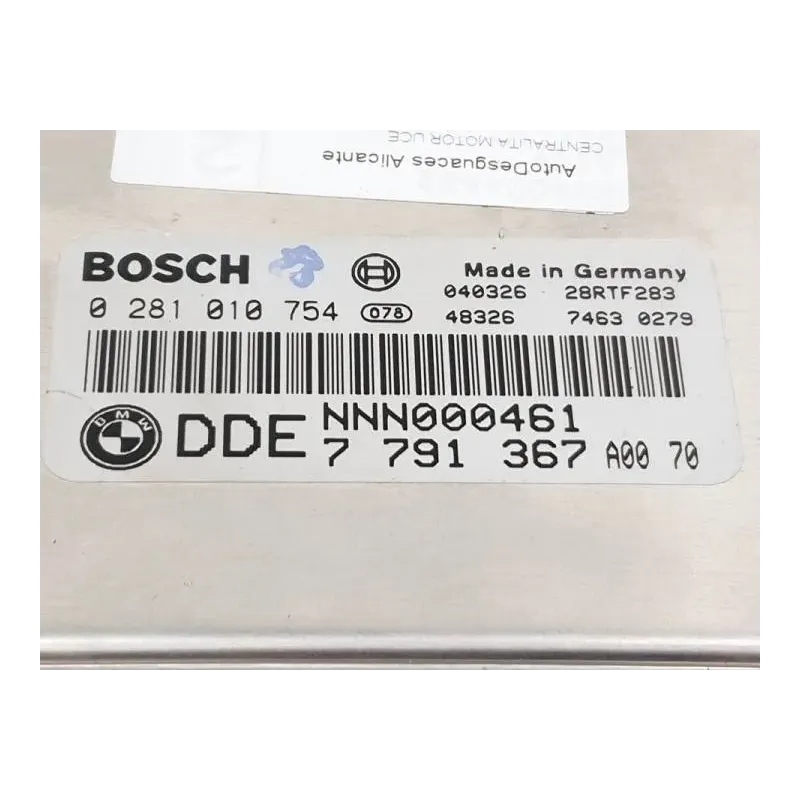 AutoDesguaces Alicante
CENTRALITA MOTOR UCE
BOSCH
Made in Germany
0 281 010 754 078
040326 28RTF283
48326 7463 0279
BMW
DDE
NNN000461
7 791 367 A00 70